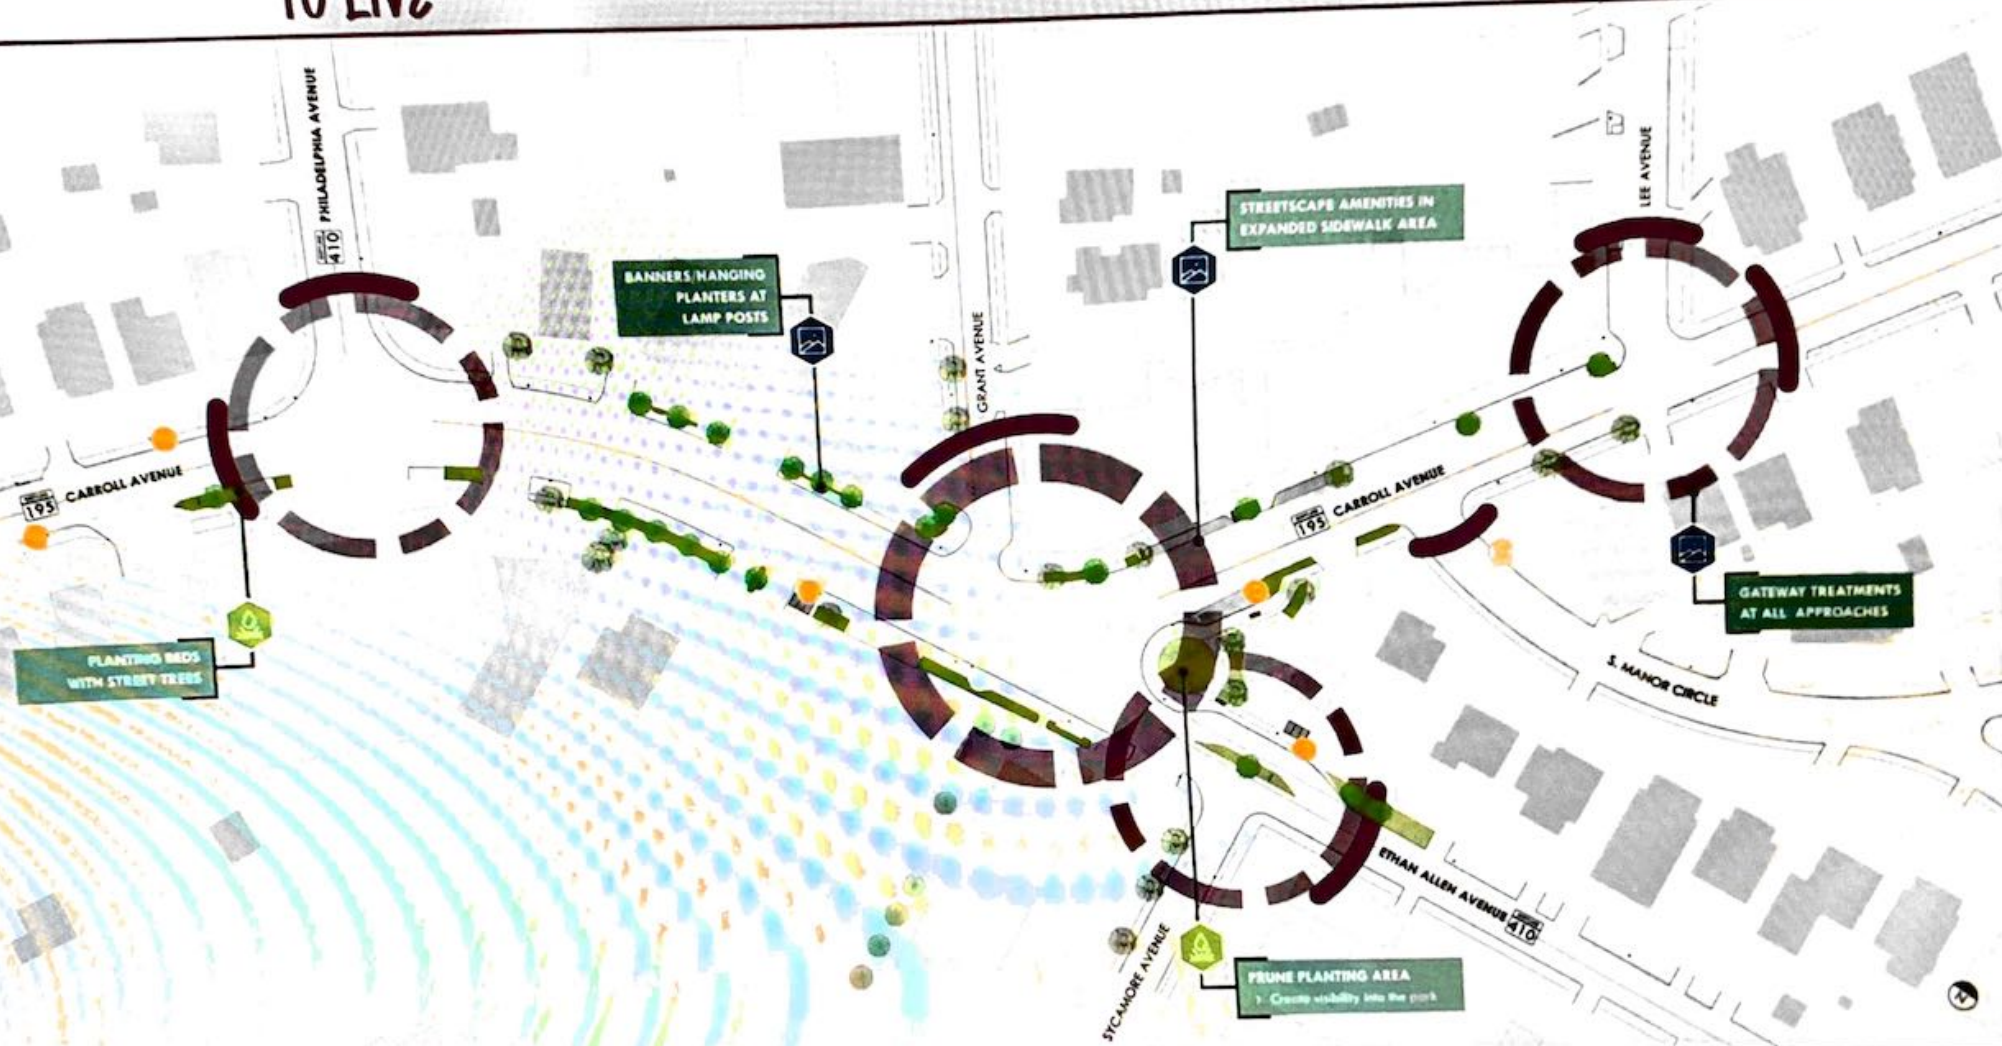 TO LIVE
PHILADELPHIA AVENUE
410
STREETSCAPE AMENITIES IN
EXPANDED SIDEWALK AREA
LEE AVENUE
BANNERS/HANGING
PLANTERS AT
LAMP POSTS
GRANT AVENUE
195
CARROLL AVENUE
195
CARROLL AVENUE
GATEWAY TREATMENTS
AT ALL APPROACHES
PLANTING BEDS
WITH STREET TREES
S. MANOR CIRCLE
ETHAN ALLEN AVENUE
410
SYCAMORE AVENUE
PRUNE PLANTING AREA
› Create visibility into the park
N